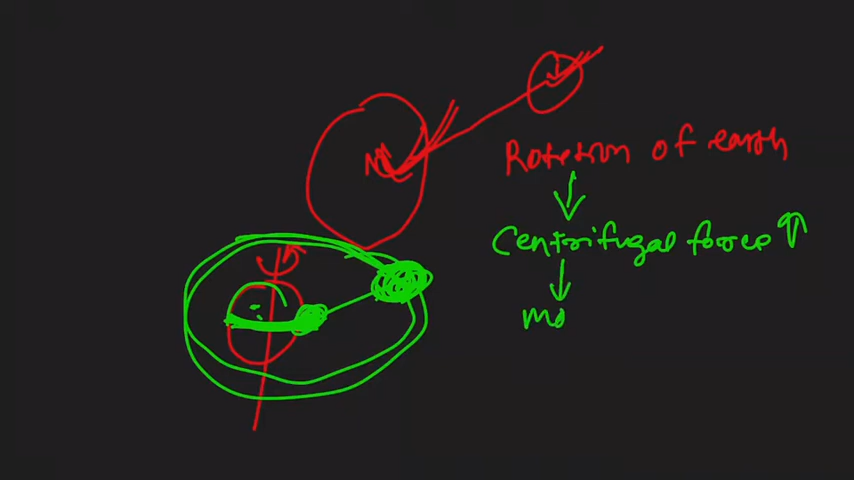 M
Rotation of earth
Centrifugal force ↑
mo